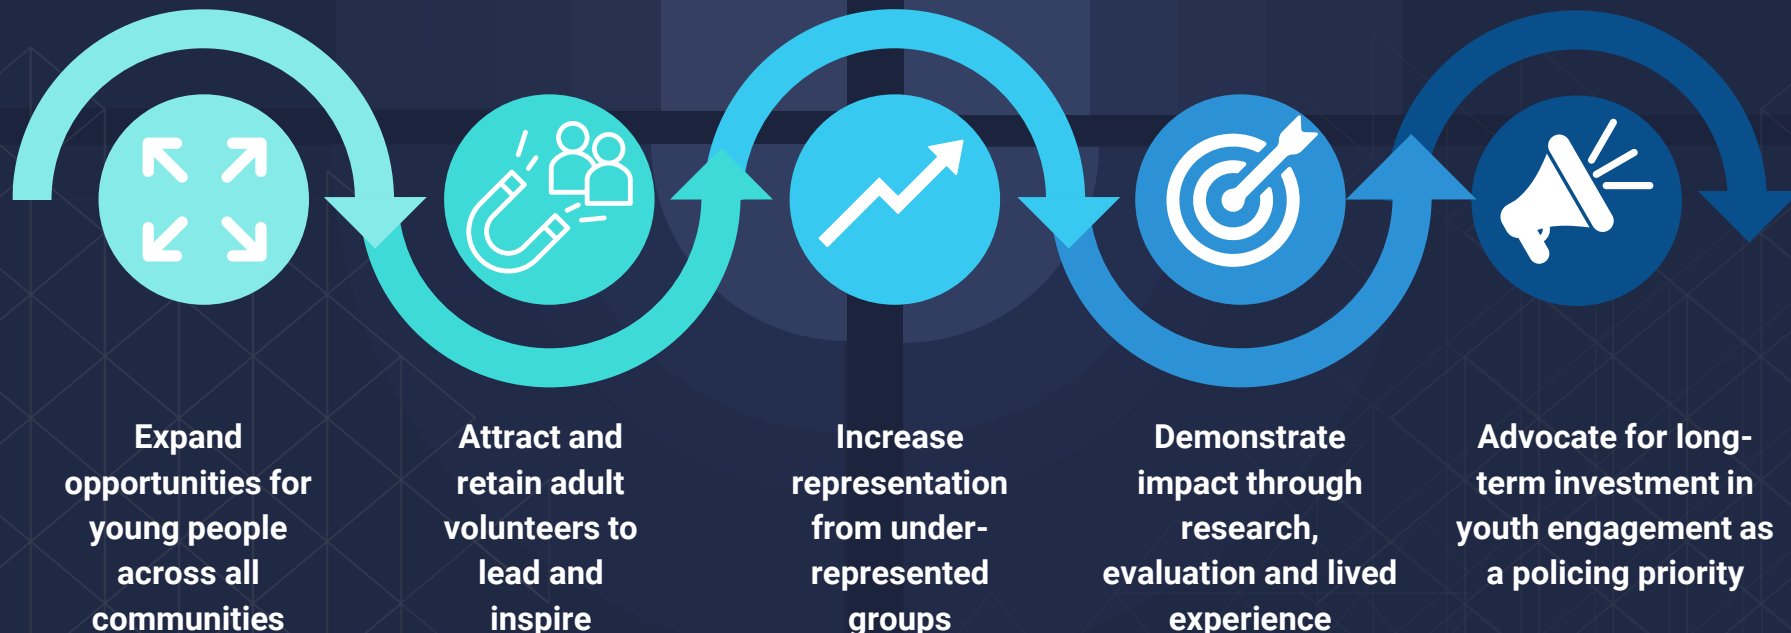 Expand
opportunities for
young people
across all
communities
Attract and
retain adult
volunteers to
lead and
inspire
Increase
representation
from under-
represented
groups
Demonstrate
impact through
research,
evaluation and lived
experience
Advocate for long-
term investment in
youth engagement as
a policing priority